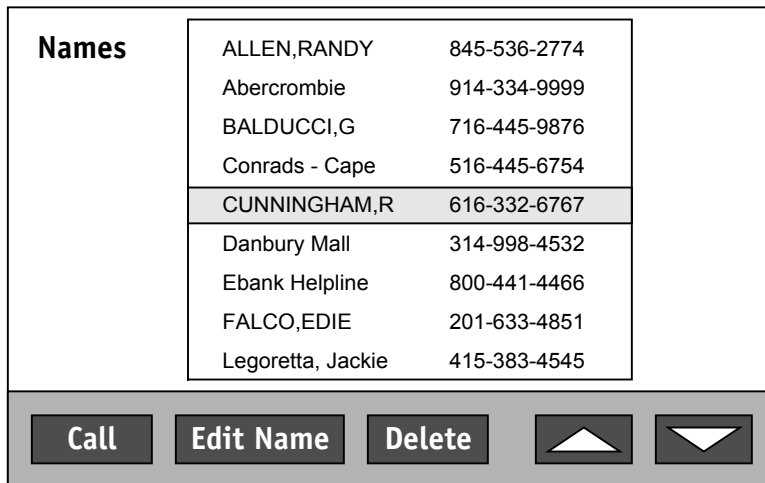 Names
ALLEN,RANDY 845-536-2774
Abercrombie 914-334-9999
BALDUCCI,G 716-445-9876
Conrads - Cape 516-445-6754
CUNNINGHAM,R 616-332-6767
Danbury Mall 314-998-4532
Ebank Helpline 800-441-4466
FALCO,EDIE 201-633-4851
Legoretta, Jackie 415-383-4545
Call Edit Name Delete